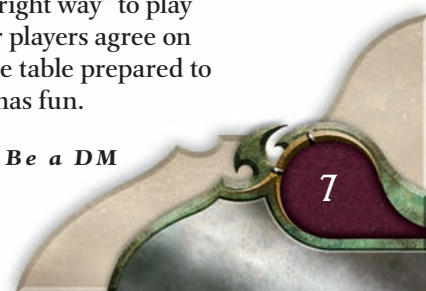 right way" to play
r players agree on
e table prepared to
has fun.
Be a DM
7